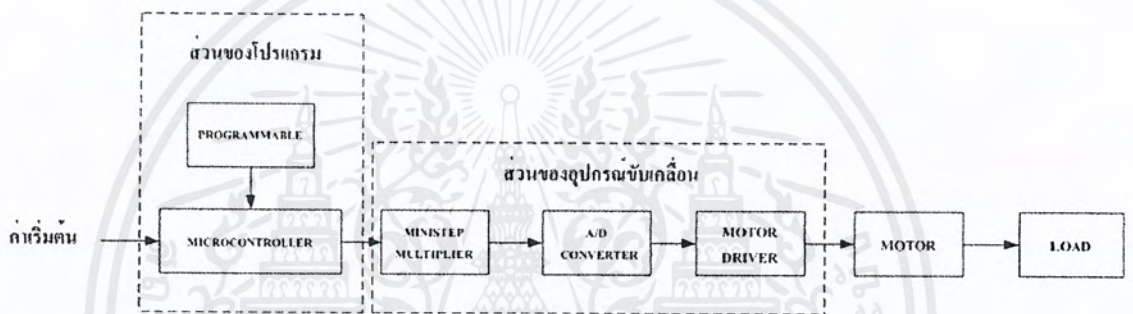 ส่วนของโปรแกรม
PROGRAMMABLE
ส่วนของอุปกรณ์ขับเคลื่อน
ค่าเริ่มต้น
MICROCONTROLLER
MINISTEP
MULTIPLIER
A/D
CONVERTER
MOTOR
DRIVER
MOTOR
LOAD